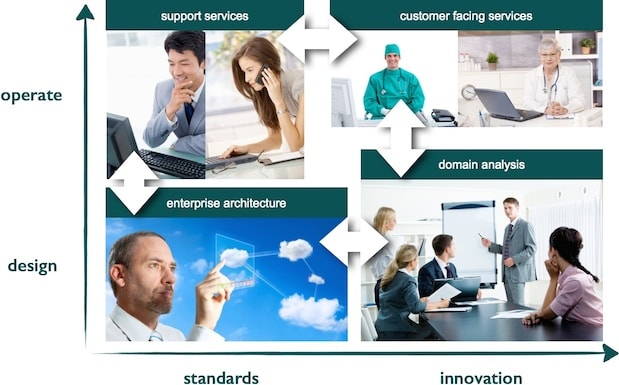 support services
customer facing services
operate
domain analysis
enterprise architecture
design
standards
innovation